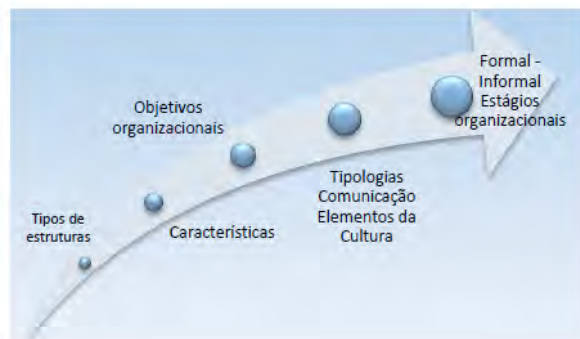 Tipos de
estruturas
Características
Objetivos
organizacionais
Tipologias
Comunicação
Elementos da
Cultura
Formal -
Informal
Estágios
organizacionais